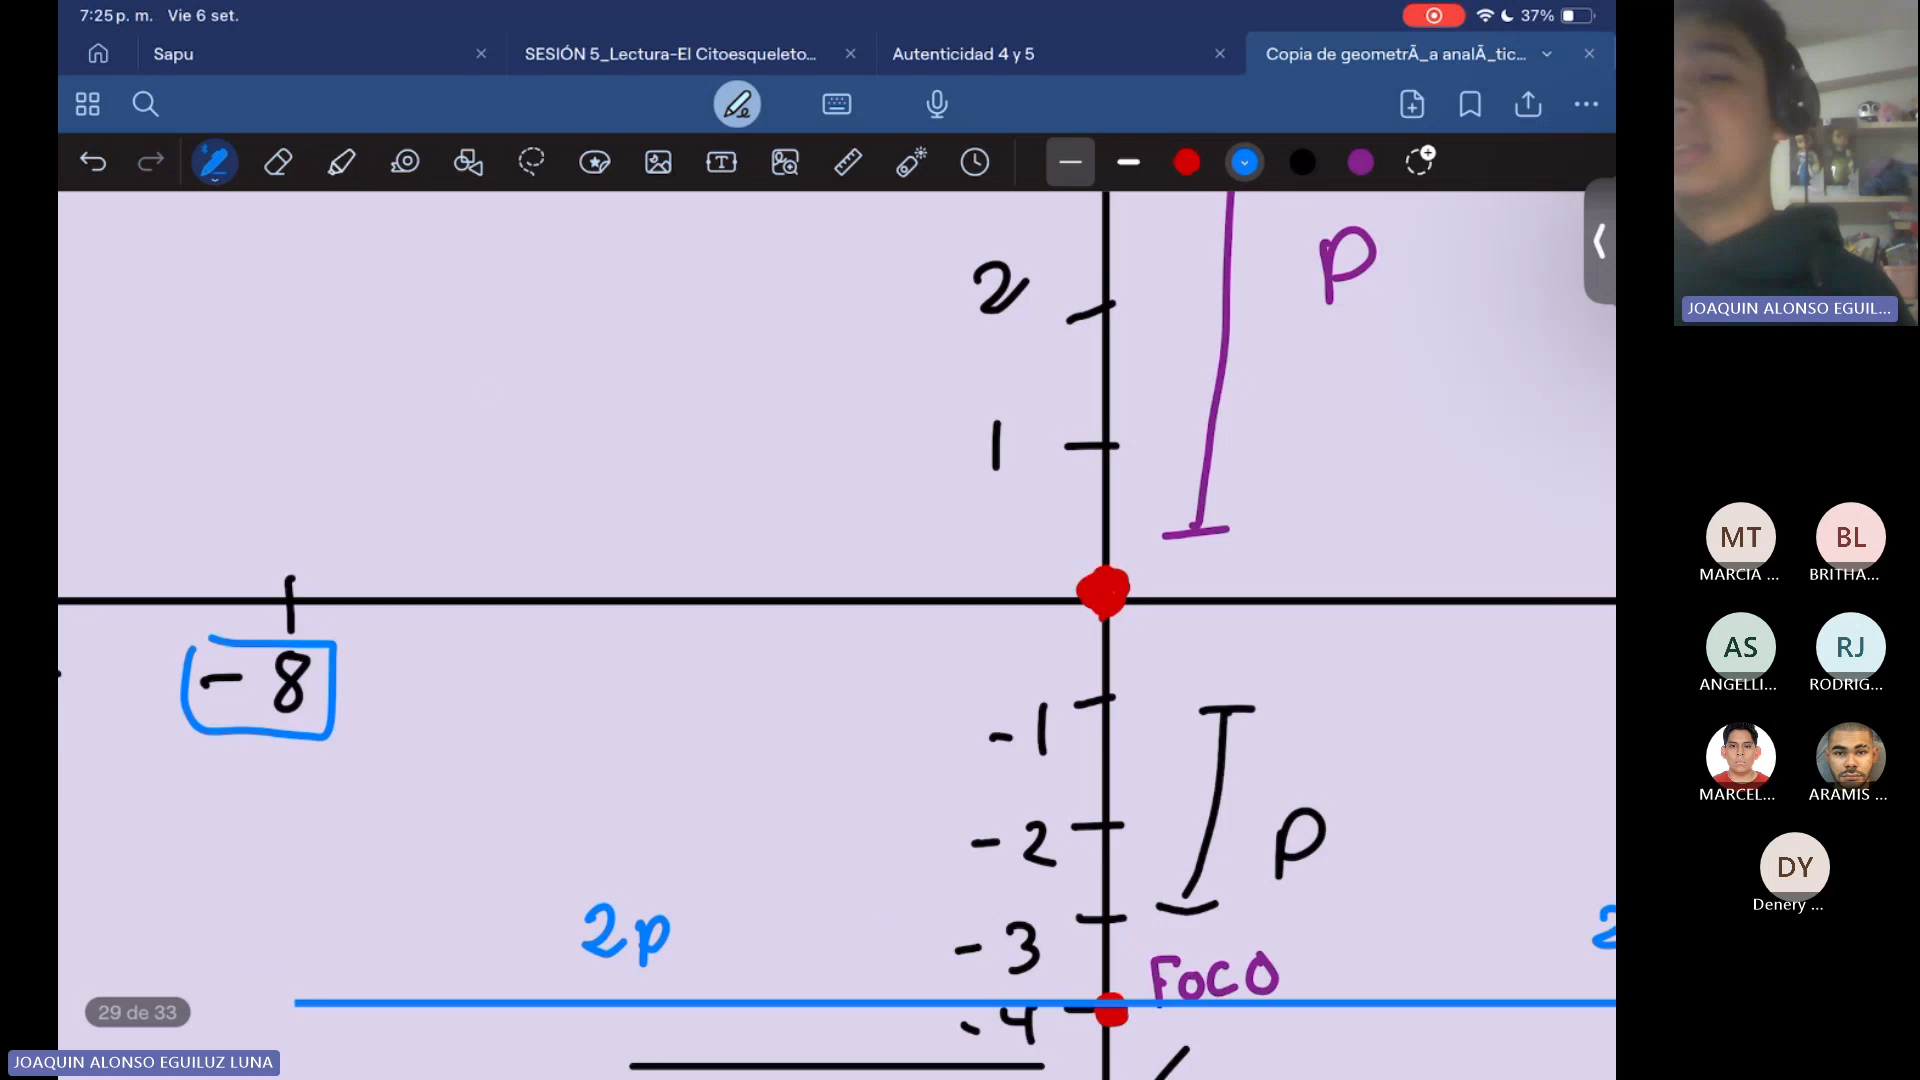 7:25 p. m. Vie 6 set.
37%
Sapu
SESIÓN 5_Lectura-El Citoesqueleto...
Autenticidad 4 y 5
Copia de geometrÃ_a analÃ_tic...
P
2
1
-8
-1
-2
P
2p
2
-3
FOCO
-4
29 de 33
JOAQUIN ALONSO EGUILUZ LUNA
JOAQUIN ALONSO EGUIL...
MT
MARCIA ...
BL
BRITHA...
AS
ANGELLI...
RJ
RODRIG...
MARCEL...
ARAMIS ...
DY
Denery ...